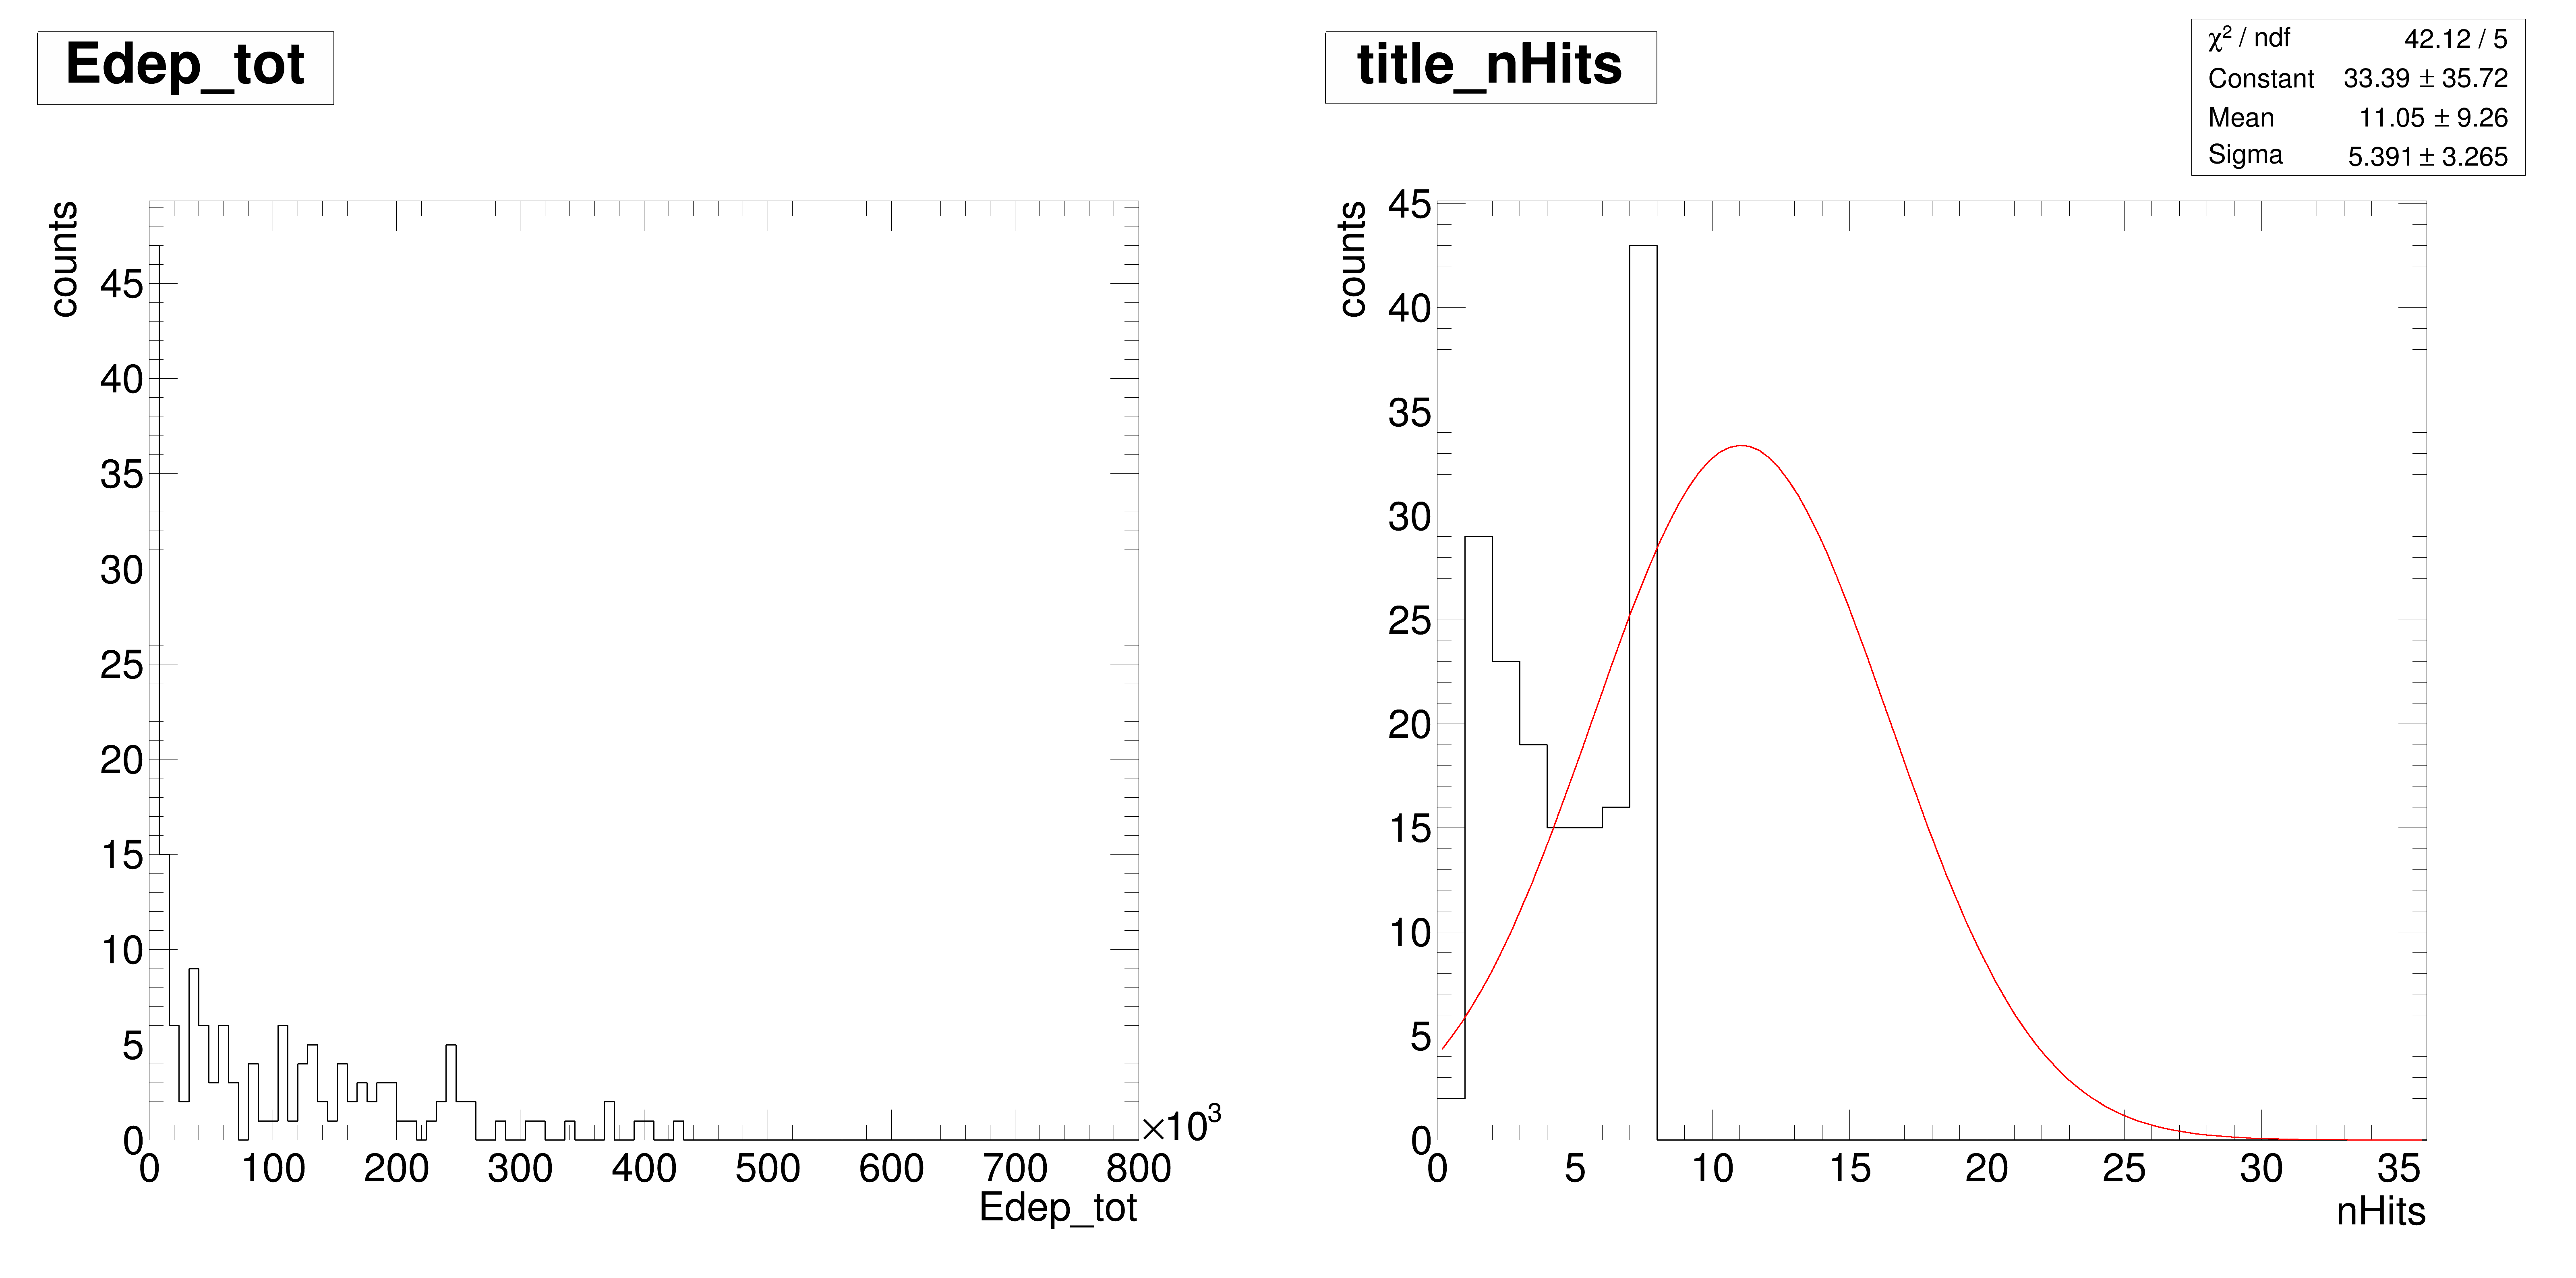 Edep_tot
counts
45
40
35
30
25
20
15
10
5
0
0 100 200 300 400 500 600 700 800
×10³
Edep_tot
title_nHits
χ² / ndf 42.12 / 5
Constant 33.39 ± 35.72
Mean 11.05 ± 9.26
Sigma 5.391 ± 3.265
counts
45
40
35
30
25
20
15
10
5
0
0 5 10 15 20 25 30 35
nHits